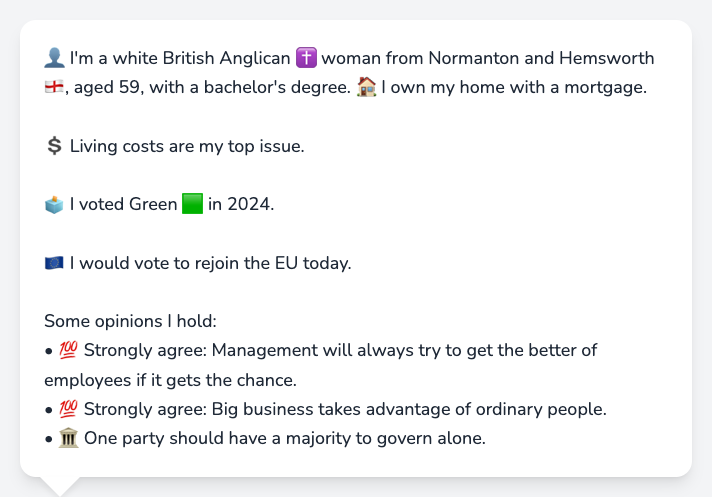 👤 I'm a white British Anglican ✝️ woman from Normanton and Hemsworth
🏴󠁧󠁢󠁥󠁮󠁧󠁿, aged 59, with a bachelor's degree. 🏠 I own my home with a mortgage.
💲 Living costs are my top issue.
🗳️ I voted Green 🟩 in 2024.
🇪🇺 I would vote to rejoin the EU today.
Some opinions I hold:
• 💯 Strongly agree: Management will always try to get the better of
employees if it gets the chance.
• 💯 Strongly agree: Big business takes advantage of ordinary people.
• 🏛️ One party should have a majority to govern alone.